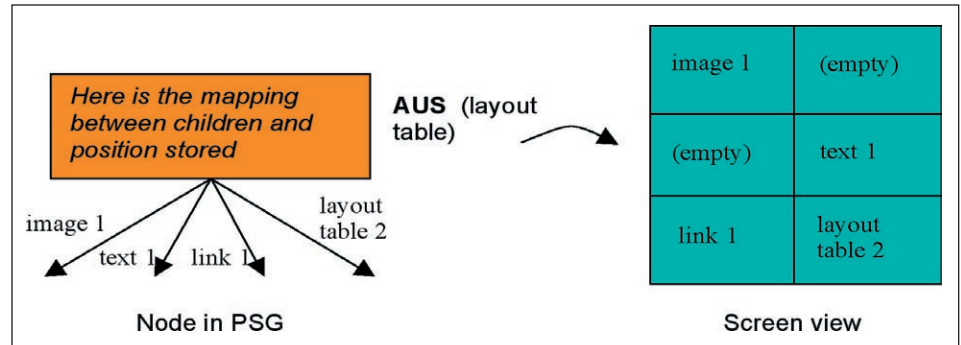 Here is the mapping
between children and
position stored
AUS (layout
table)
image 1
text 1
link 1
layout
table 2
Node in PSG
image 1
(empty)
(empty)
text 1
link 1
layout
table 2
Screen view